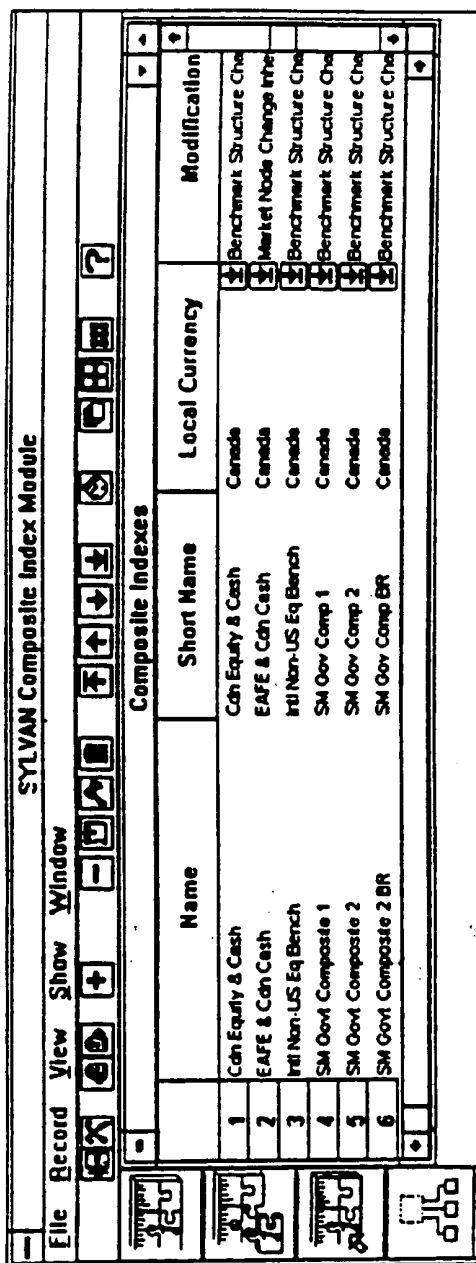 SYLVAN Composite Index Module
File Record View Show Window
Composite Indexes
Name Short Name Local Currency Modification
1 Cdn Equity & Cash Cdn Equity & Cash Canada Benchmark Structure Cha
2 EAFE & Cdn Cash EAFE & Cdn Cash Canada Market Node Change Inhe
3 Intl Non-US Eq Bench Intl Non-US Eq Bench Canada Benchmark Structure Cha
4 SM Govt Composite 1 SM Gov Comp 1 Canada Benchmark Structure Cha
5 SM Govt Composite 2 SM Gov Comp 2 Canada Benchmark Structure Cha
6 SM Govt Composite 2 BR SM Gov Comp BR Canada Benchmark Structure Cha